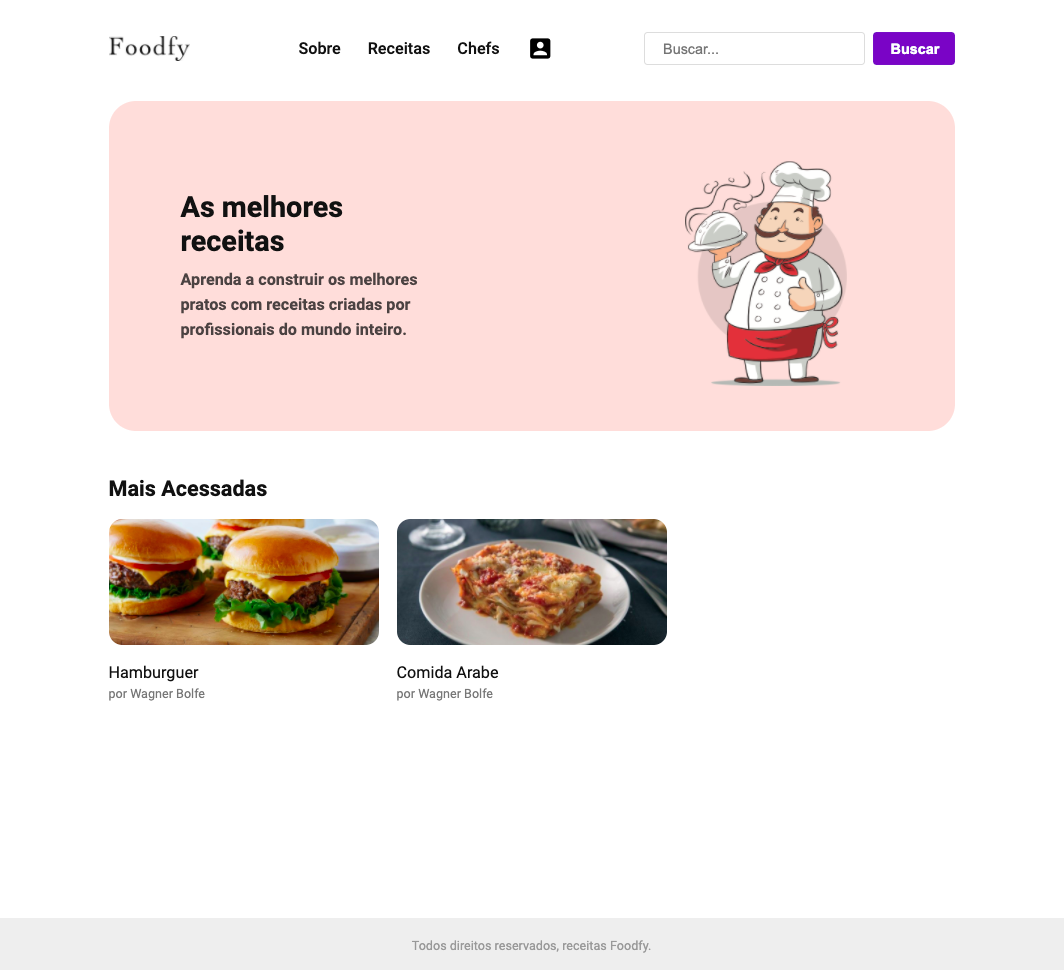 Foodfy
Sobre
Receitas
Chefs
Buscar...
Buscar
As melhores
receitas
Aprenda a construir os melhores
pratos com receitas criadas por
profissionais do mundo inteiro.
Mais Acessadas
Hamburguer
por Wagner Bolfe
Comida Arabe
por Wagner Bolfe
Todos direitos reservados, receitas Foodfy.